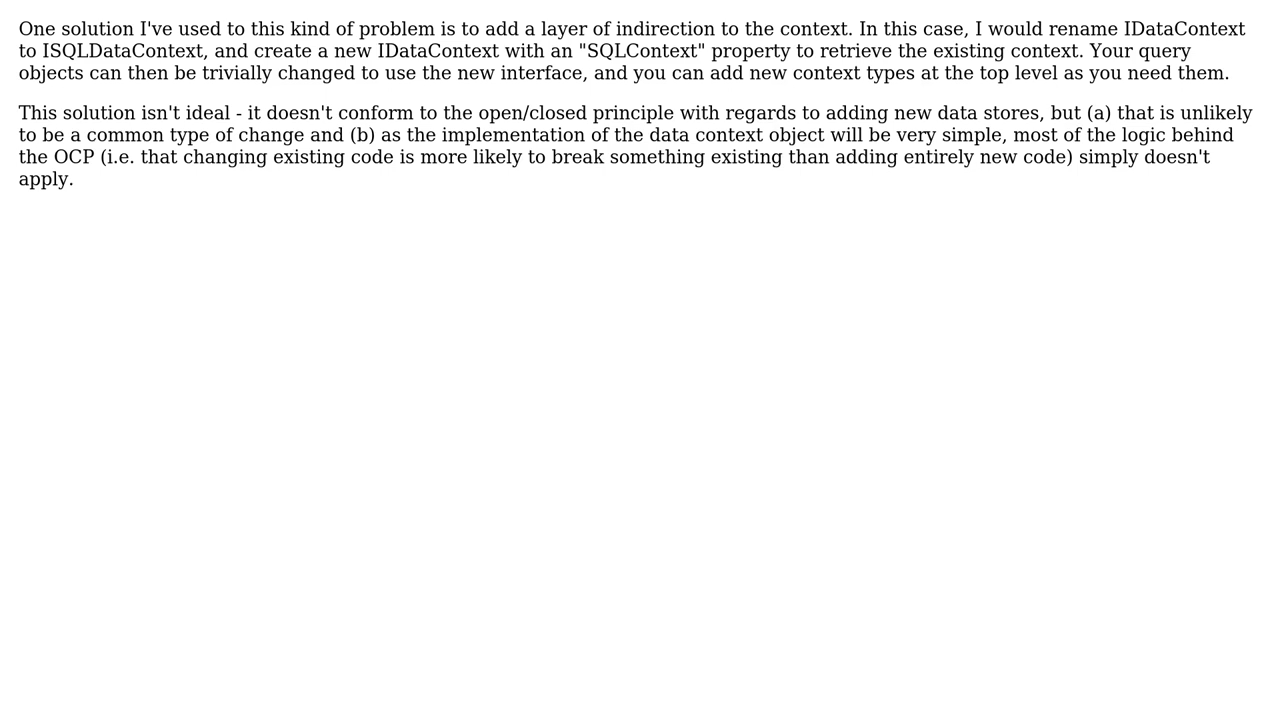 One solution I've used to this kind of problem is to add a layer of indirection to the context. In this case, I would rename IDataContext
to ISQLDataContext, and create a new IDataContext with an "SQLContext" property to retrieve the existing context. Your query
objects can then be trivially changed to use the new interface, and you can add new context types at the top level as you need them.
This solution isn't ideal - it doesn't conform to the open/closed principle with regards to adding new data stores, but (a) that is unlikely
to be a common type of change and (b) as the implementation of the data context object will be very simple, most of the logic behind
the OCP (i.e. that changing existing code is more likely to break something existing than adding entirely new code) simply doesn't
apply.